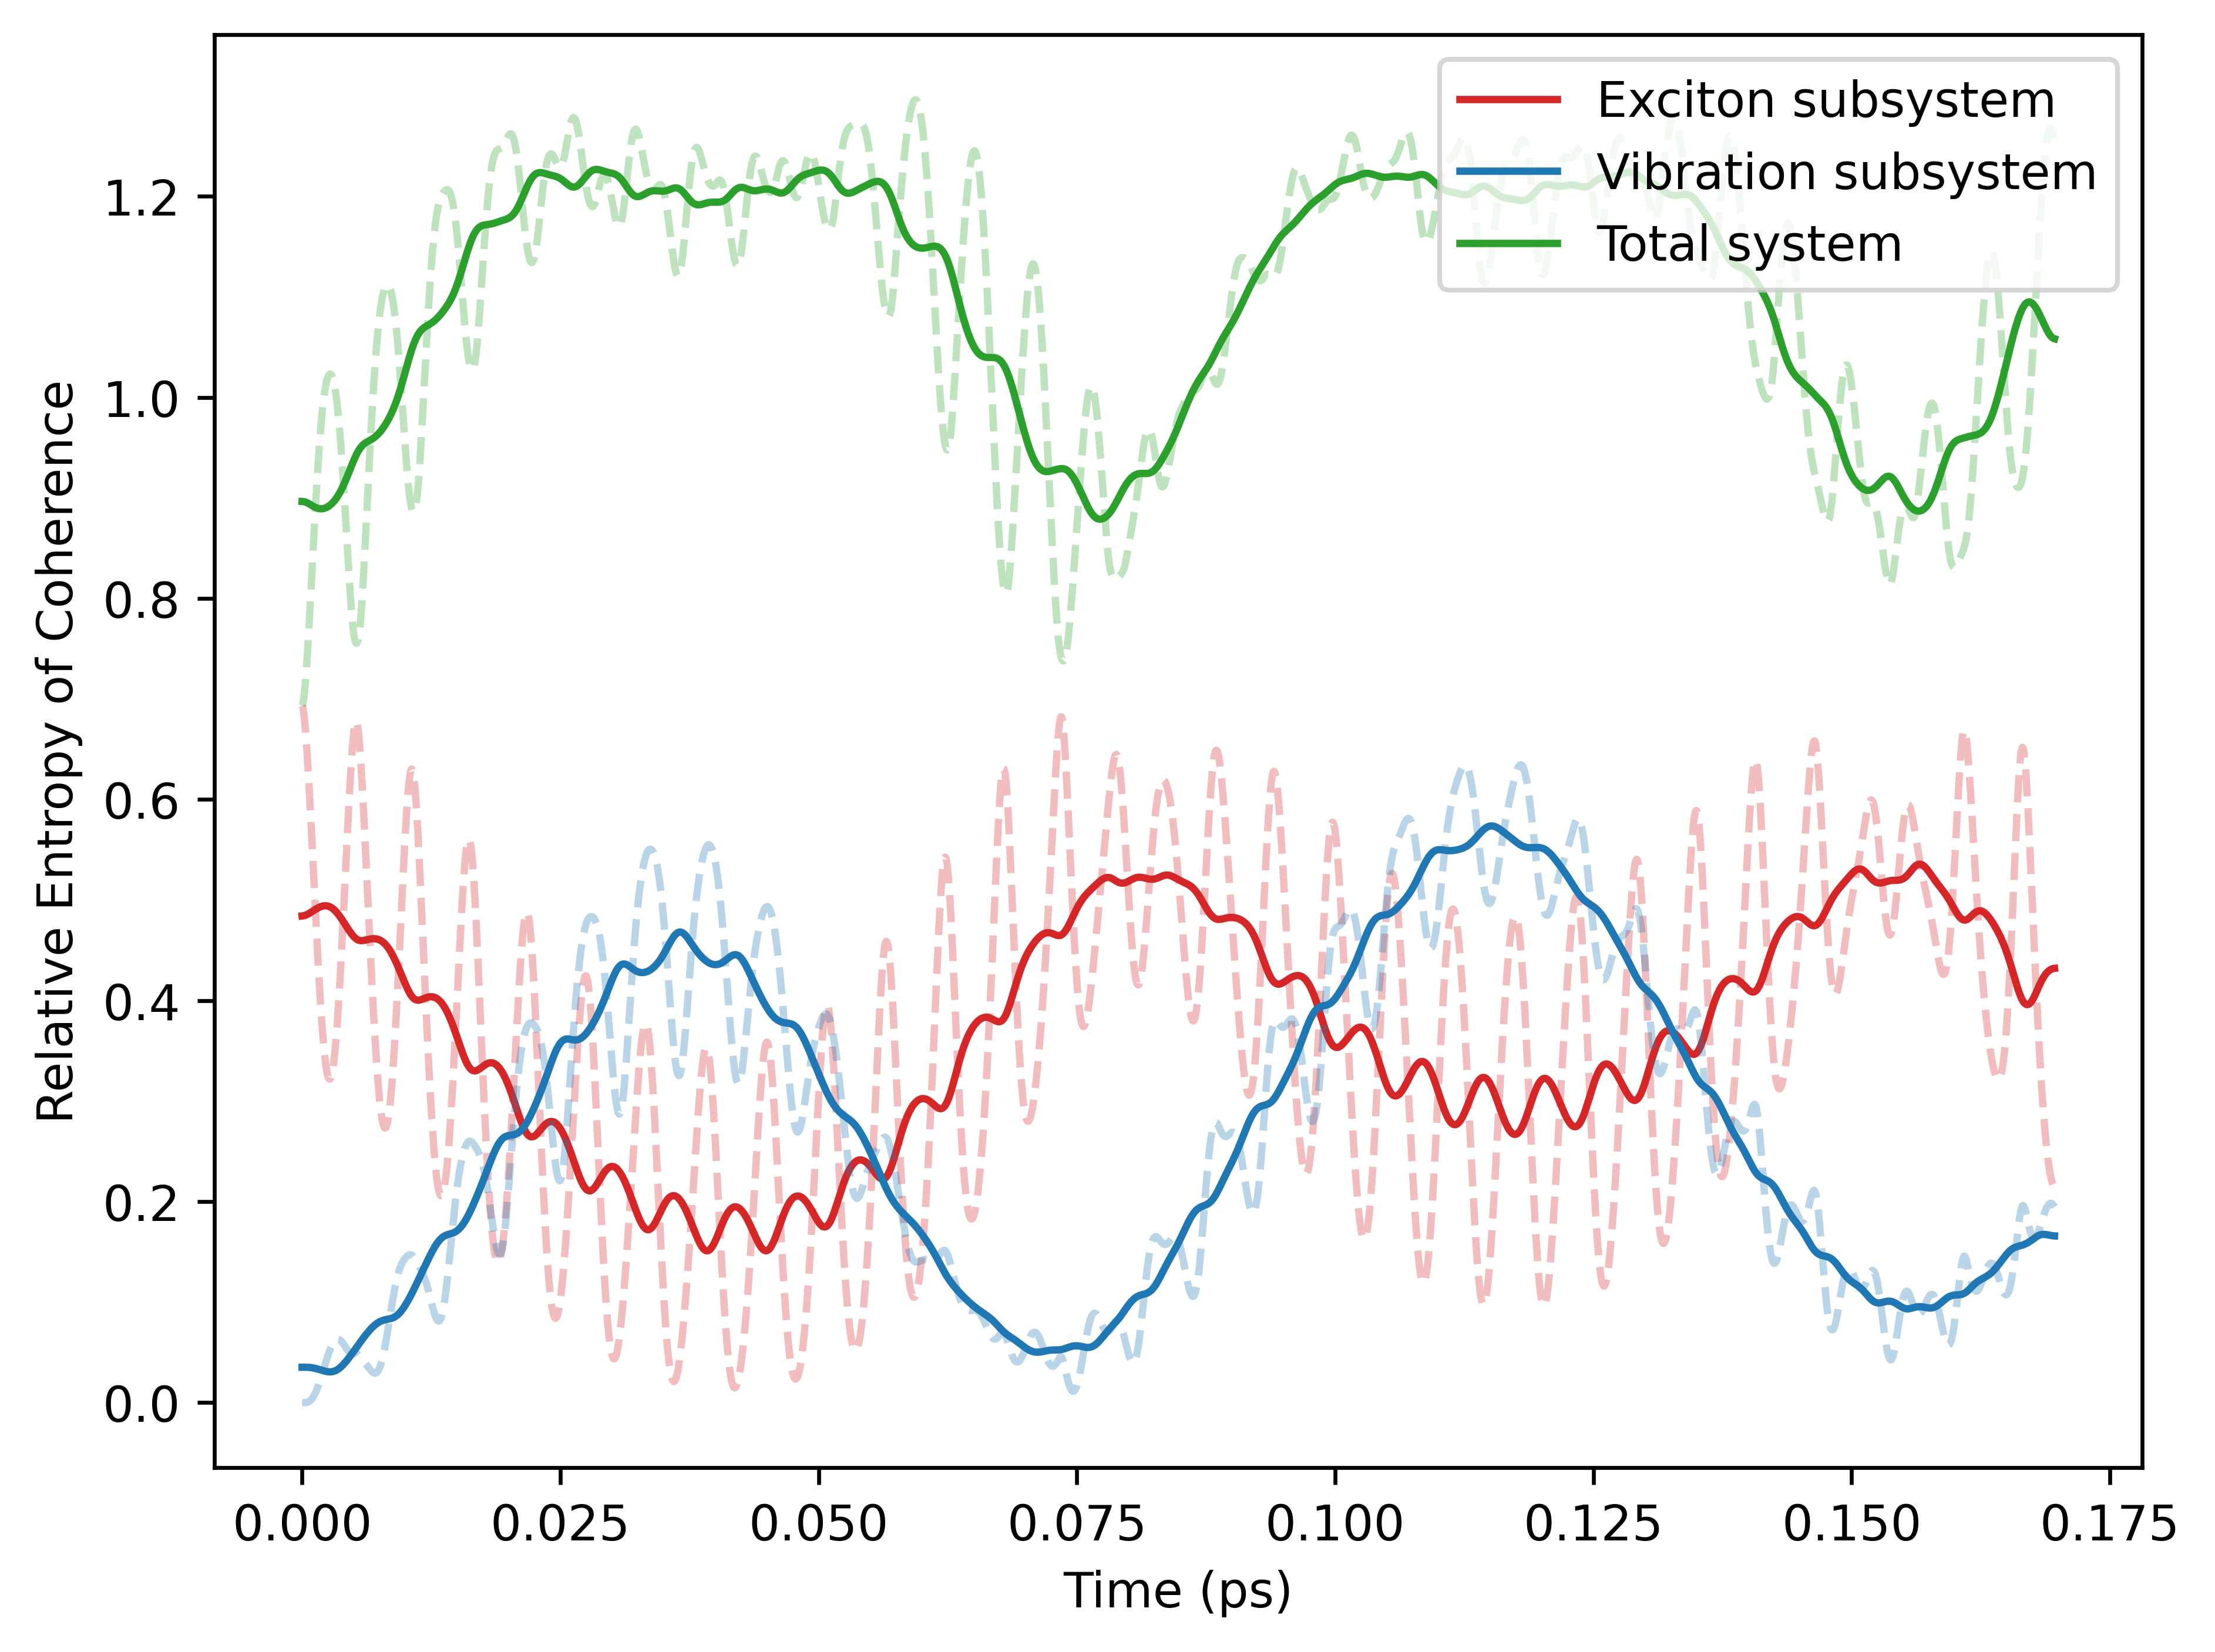 Exciton subsystem
Vibration subsystem
Total system
Relative Entropy of Coherence
1.2
1.0
0.8
0.6
0.4
0.2
0.0
0.000 0.025 0.050 0.075 0.100 0.125 0.150 0.175
Time (ps)